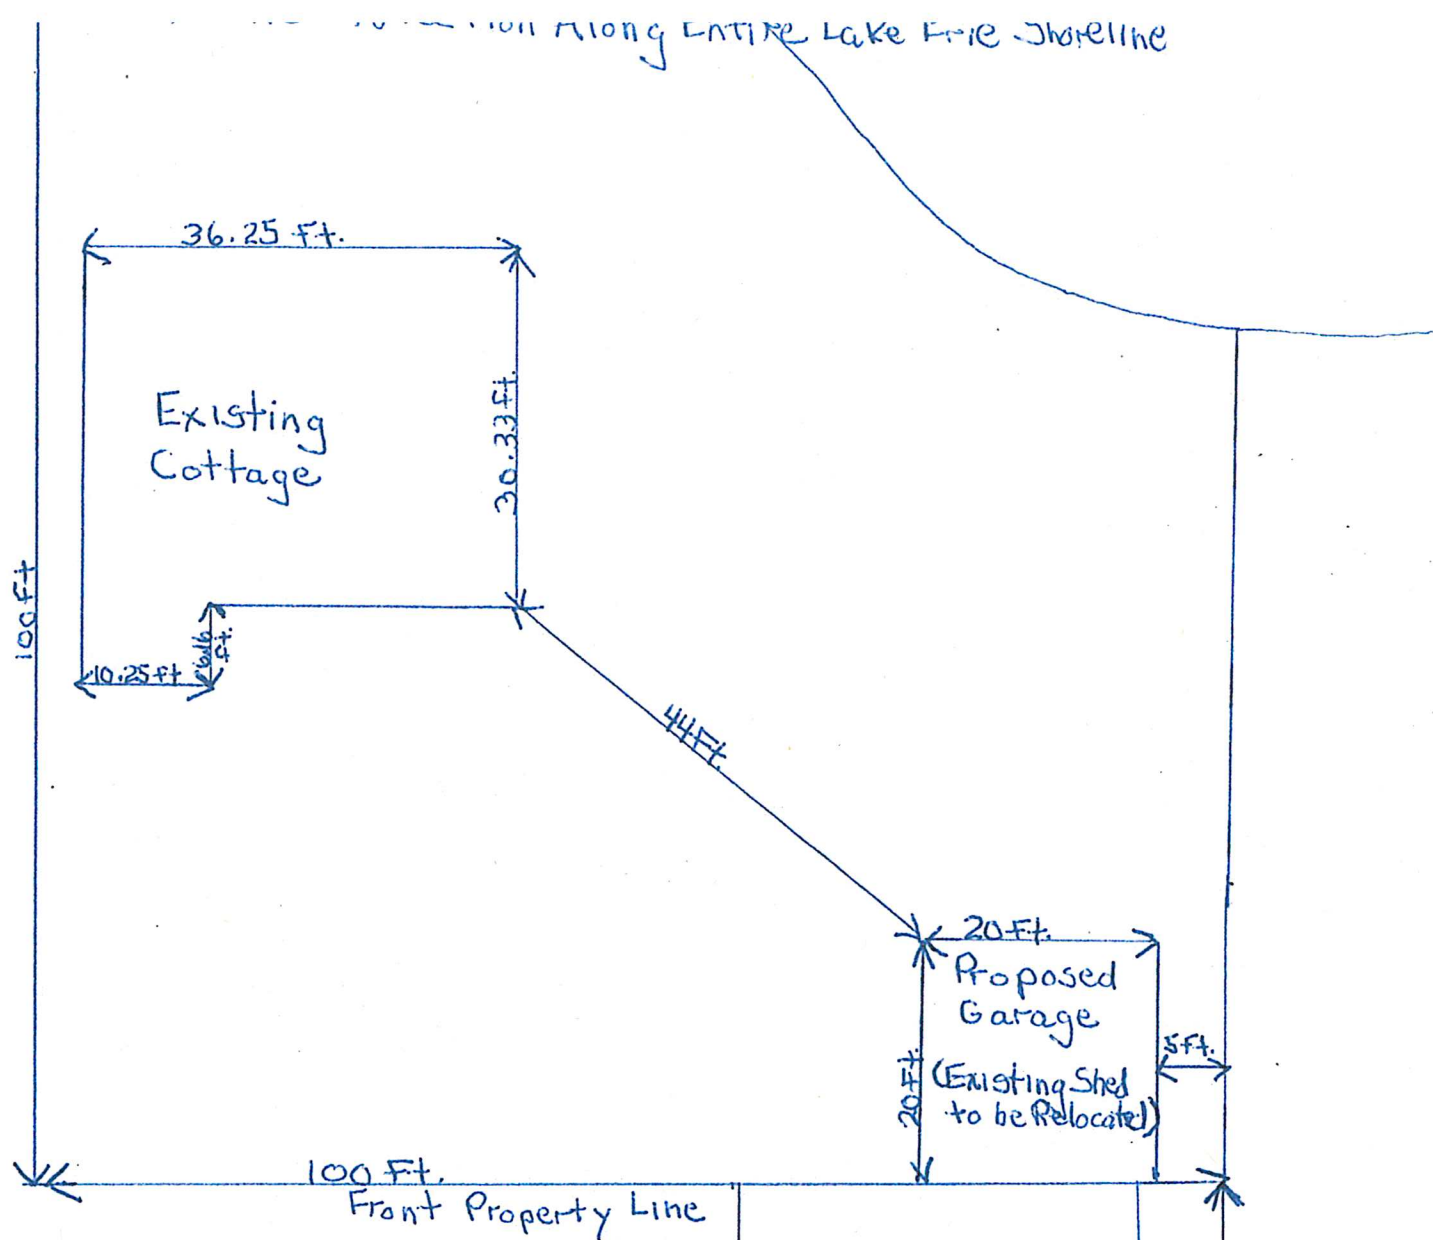 Along Entire Lake Erie Shoreline
36.25 Ft.
30.33 Ft.
Existing
Cottage
100 Ft
ft.
10.25 ft
44 Ft.
20 Ft.
Proposed
Garage
5 Ft.
20 Ft.
(Existing Shed
to be Relocated)
100 Ft.
Front Property Line